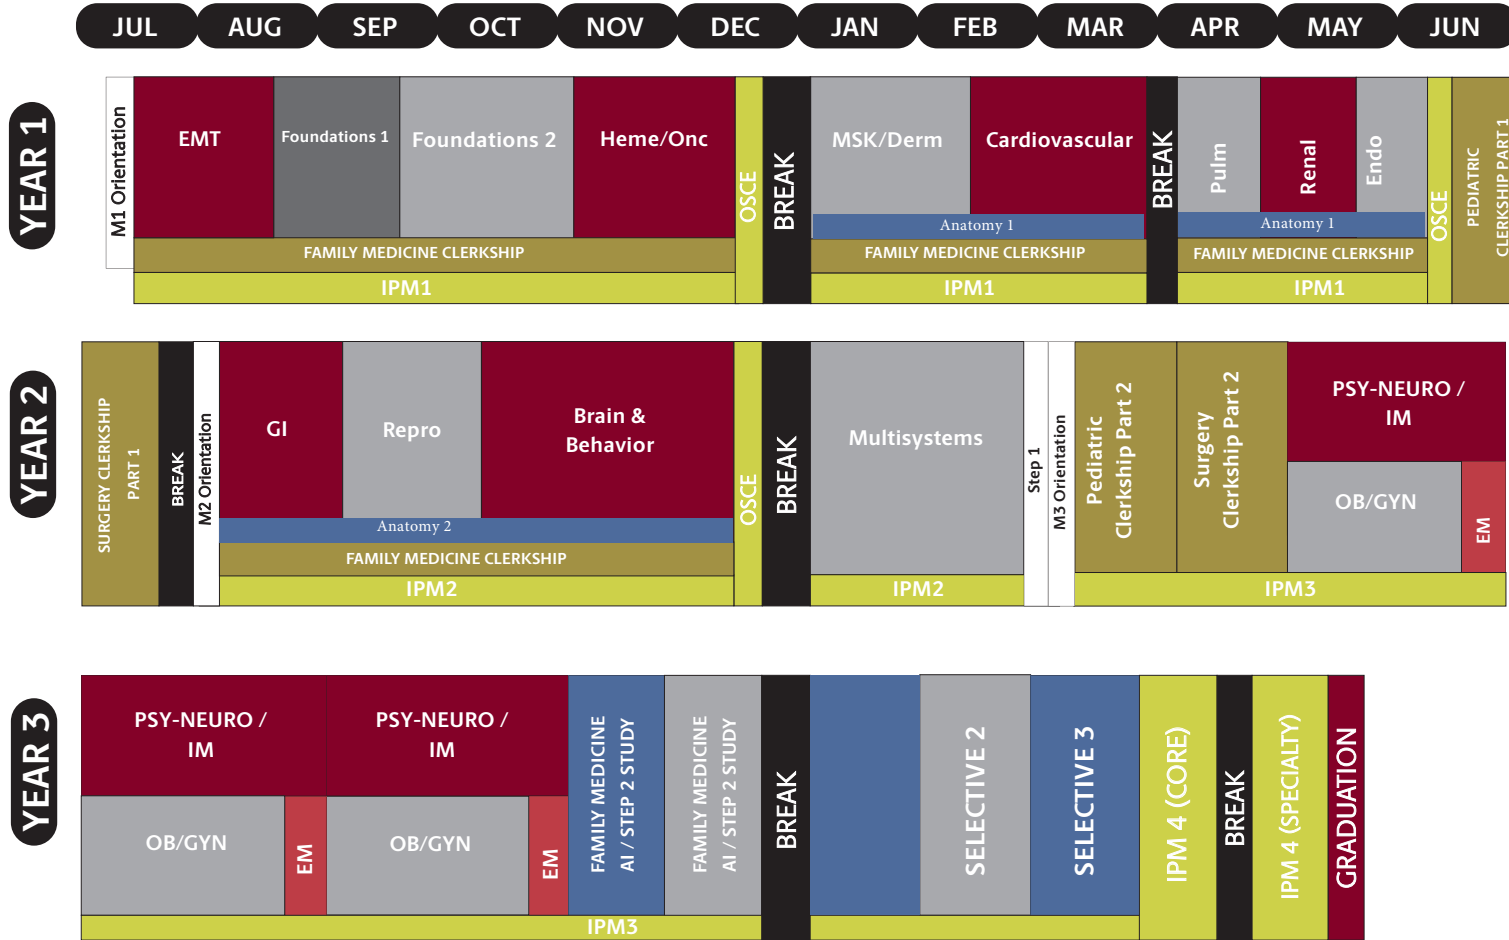 JUL AUG SEP OCT NOV DEC JAN FEB MAR APR MAY JUN
YEAR 1
M1 Orientation
EMT
Foundations 1
Foundations 2
Heme/Onc
OSCE
BREAK
MSK/Derm
Cardiovascular
BREAK
Pulm
Renal
Endo
OSCE
PEDIATRIC
CLERKSHIP PART 1
Anatomy 1
Anatomy 1
FAMILY MEDICINE CLERKSHIP
FAMILY MEDICINE CLERKSHIP
FAMILY MEDICINE CLERKSHIP
IPM1
IPM1
IPM1
YEAR 2
SURGERY CLERKSHIP
PART 1
BREAK
M2 Orientation
GI
Repro
Brain &
Behavior
OSCE
BREAK
Multisystems
Step 1
M3 Orientation
Pediatric
Clerkship Part 2
Surgery
Clerkship Part 2
PSY-NEURO /
IM
OB/GYN
EM
Anatomy 2
FAMILY MEDICINE CLERKSHIP
IPM2
IPM2
IPM3
YEAR 3
PSY-NEURO /
IM
PSY-NEURO /
IM
OB/GYN
EM
OB/GYN
EM
FAMILY MEDICINE
AI / STEP 2 STUDY
FAMILY MEDICINE
AI / STEP 2 STUDY
BREAK
SELECTIVE 2
SELECTIVE 3
IPM 4 (CORE)
BREAK
IPM 4 (SPECIALTY)
GRADUATION
IPM3